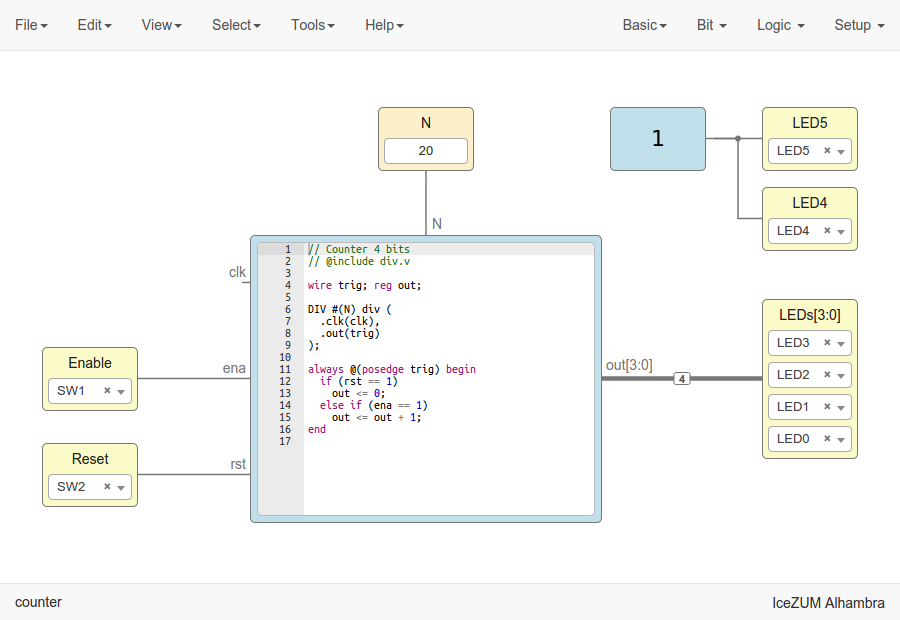 File Edit View Select Tools Help Basic Bit Logic Setup
N
20
N
1
LED5
LED5 ×
LED4
LED4 ×
clk
ena
rst
Enable
SW1 ×
Reset
SW2 ×
1 // Counter 4 bits
2 // @include div.v
3
4 wire trig; reg out;
5
6 DIV #(N) div (
7 .clk(clk),
8 .out(trig)
9 );
10
11 always @(posedge trig) begin
12 if (rst == 1)
13 out <= 0;
14 else if (ena == 1)
15 out <= out + 1;
16 end
17
out[3:0]
4
LEDs[3:0]
LED3 ×
LED2 ×
LED1 ×
LED0 ×
counter
IceZUM Alhambra